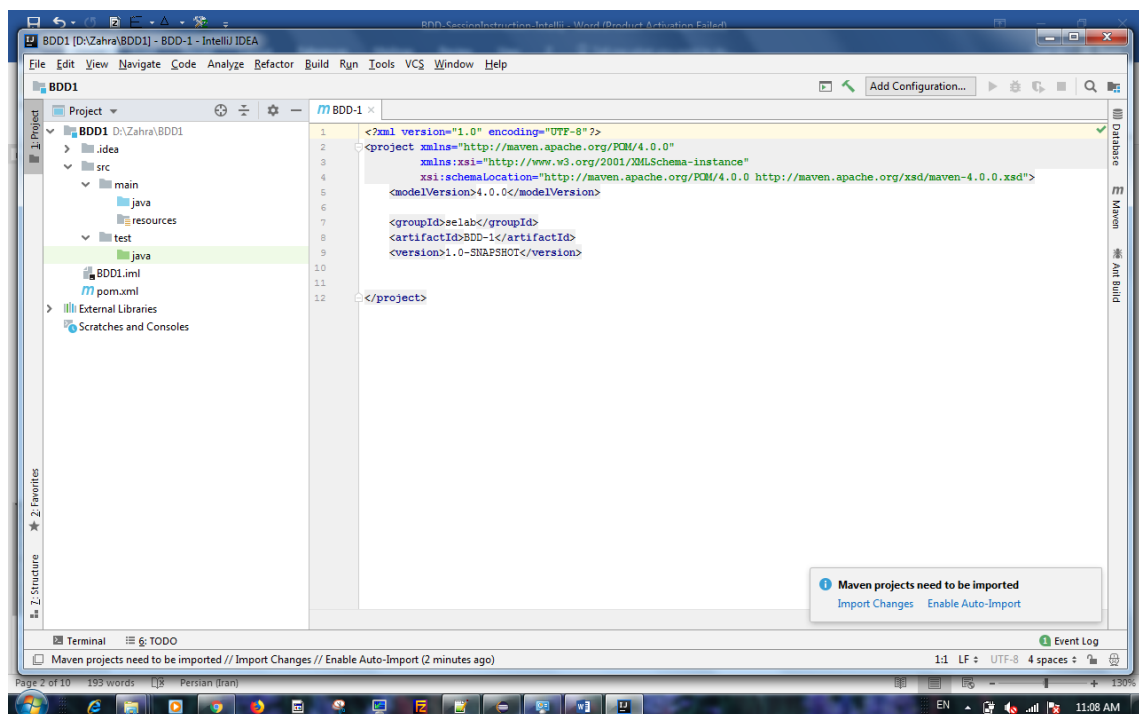 BDD-SessionInstruction-Intellij - Word (Product Activation Failed)
BDD1 [D:\Zahra\BDD1] - BDD-1 - IntelliJ IDEA
File Edit View Navigate Code Analyze Refactor Build Run Tools VCS Window Help
BDD1
Add Configuration...
Project
BDD-1
1: Project
BDD1 D:\Zahra\BDD1
.idea
src
main
java
resources
test
java
BDD1.iml
m pom.xml
External Libraries
Scratches and Consoles
1 <?xml version="1.0" encoding="UTF-8"?>
2 <project xmlns="http://maven.apache.org/POM/4.0.0"
3 xmlns:xsi="http://www.w3.org/2001/XMLSchema-instance"
4 xsi:schemaLocation="http://maven.apache.org/POM/4.0.0 http://maven.apache.org/xsd/maven-4.0.0.xsd">
5 <modelVersion>4.0.0</modelVersion>
6
7 <groupId>selab</groupId>
8 <artifactId>BDD-1</artifactId>
9 <version>1.0-SNAPSHOT</version>
10
11
12 </project>
Database
m Maven
Ant Build
2: Favorites
7: Structure
Maven projects need to be imported
Import Changes Enable Auto-Import
Terminal 6: TODO
1 Event Log
Maven projects need to be imported // Import Changes // Enable Auto-Import (2 minutes ago)
1:1 LF UTF-8 4 spaces
Page 2 of 10 193 words Persian (Iran)
130%
EN 11:08 AM